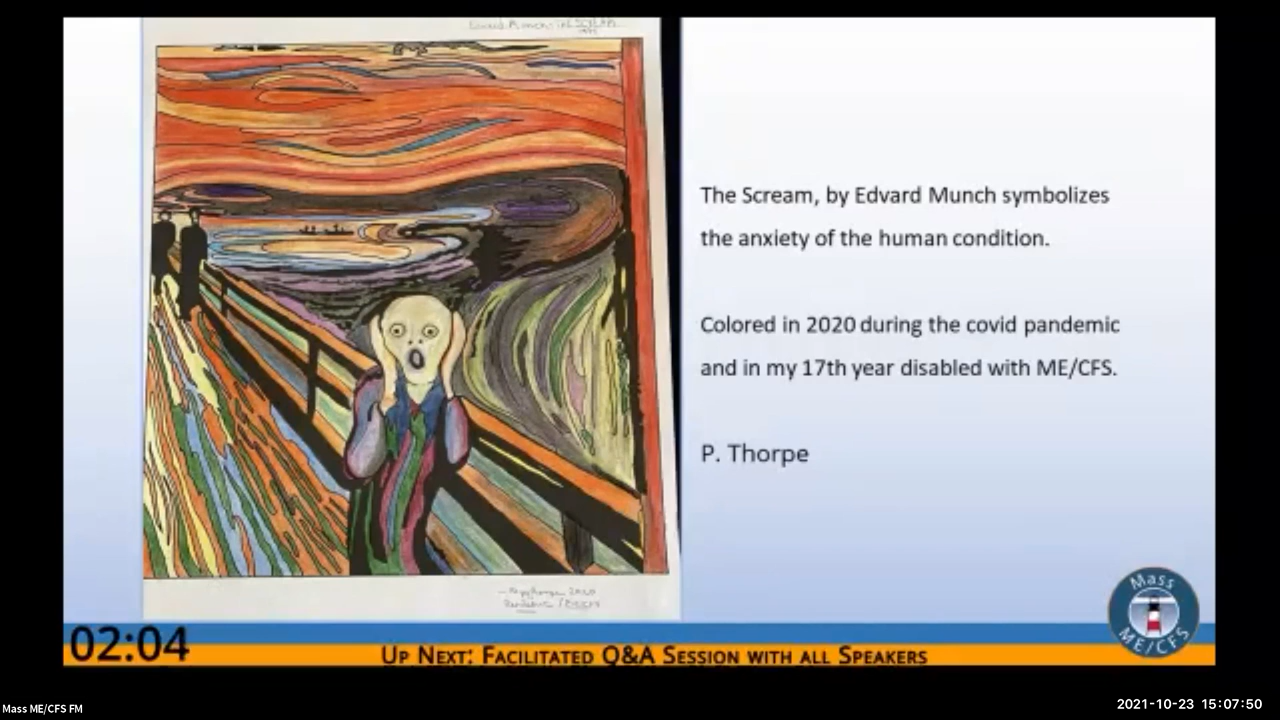 The Scream, by Edvard Munch symbolizes
the anxiety of the human condition.
Colored in 2020 during the covid pandemic
and in my 17th year disabled with ME/CFS.
P. Thorpe
Mass
ME/CFS
02:04
UP NEXT: FACILITATED Q&A SESSION WITH ALL SPEAKERS
Mass ME/CFS FM
2021-10-23 15:07:50